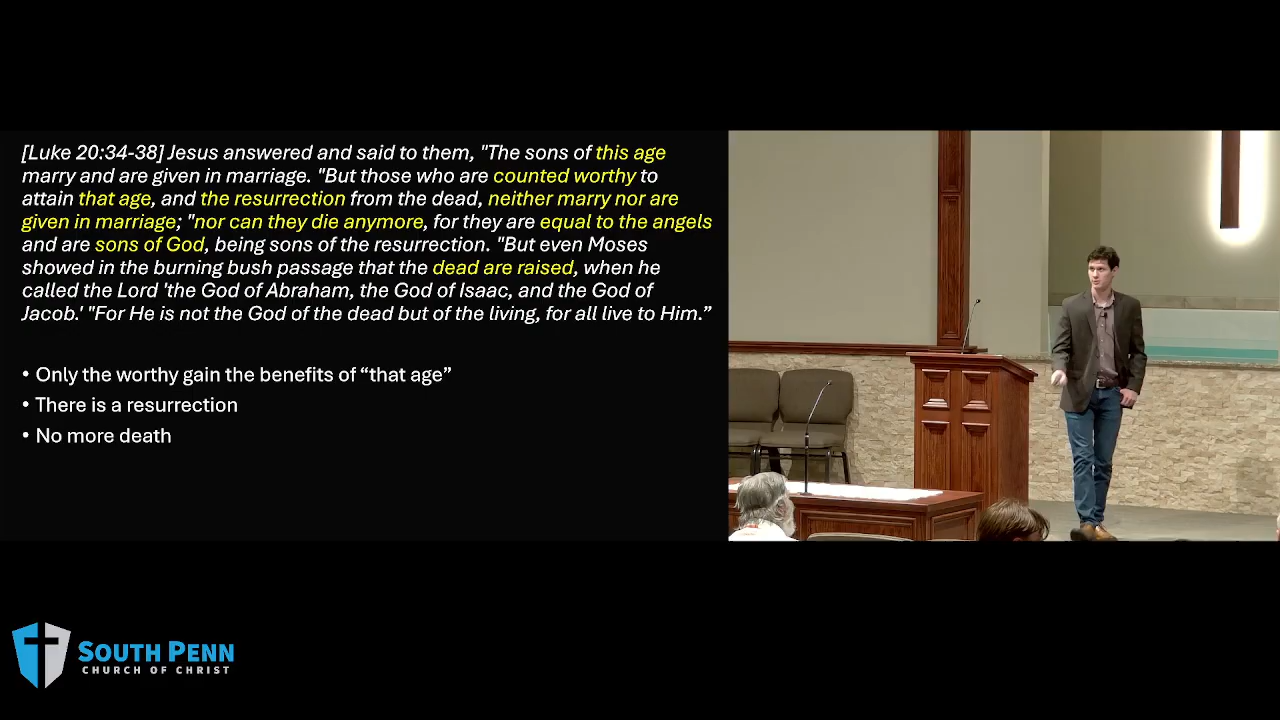 [Luke 20:34-38] Jesus answered and said to them, "The sons of this age
marry and are given in marriage. "But those who are counted worthy to
attain that age, and the resurrection from the dead, neither marry nor are
given in marriage; "nor can they die anymore, for they are equal to the angels
and are sons of God, being sons of the resurrection. "But even Moses
showed in the burning bush passage that the dead are raised, when he
called the Lord 'the God of Abraham, the God of Isaac, and the God of
Jacob.' "For He is not the God of the dead but of the living, for all live to Him.”
• Only the worthy gain the benefits of “that age”
• There is a resurrection
• No more death
SOUTH PENN
CHURCH OF CHRIST